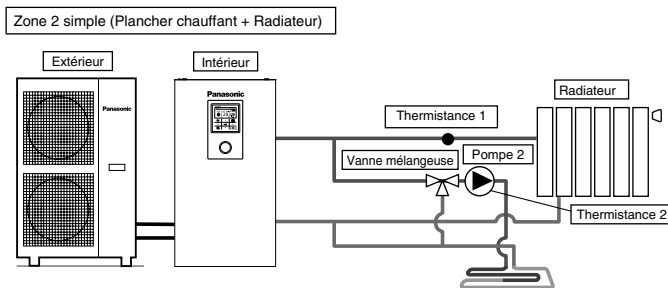 Zone 2 simple (Plancher chauffant + Radiateur)
Extérieur
Intérieur
Panasonic
Panasonic
Radiateur
Thermistance 1
Vanne mélangeuse
Pompe 2
Thermistance 2